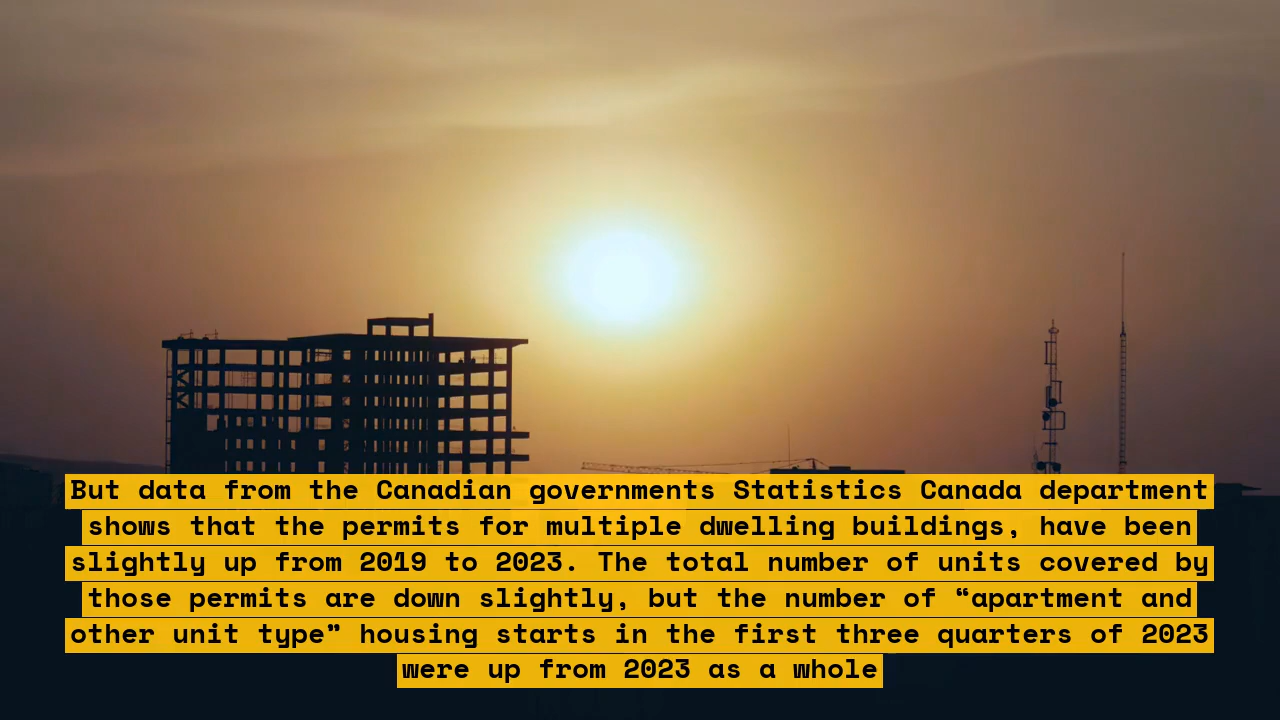 But data from the Canadian governments Statistics Canada department
shows that the permits for multiple dwelling buildings, have been
slightly up from 2019 to 2023. The total number of units covered by
those permits are down slightly, but the number of “apartment and
other unit type” housing starts in the first three quarters of 2023
were up from 2023 as a whole